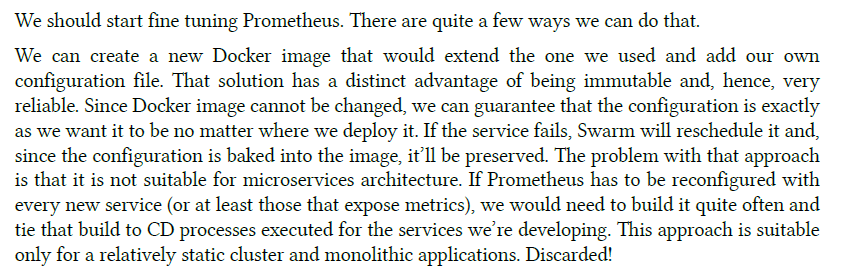 We should start fine tuning Prometheus. There are quite a few ways we can do that.
We can create a new Docker image that would extend the one we used and add our own
configuration file. That solution has a distinct advantage of being immutable and, hence, very
reliable. Since Docker image cannot be changed, we can guarantee that the configuration is exactly
as we want it to be no matter where we deploy it. If the service fails, Swarm will reschedule it and,
since the configuration is baked into the image, it’ll be preserved. The problem with that approach
is that it is not suitable for microservices architecture. If Prometheus has to be reconfigured with
every new service (or at least those that expose metrics), we would need to build it quite often and
tie that build to CD processes executed for the services we’re developing. This approach is suitable
only for a relatively static cluster and monolithic applications. Discarded!